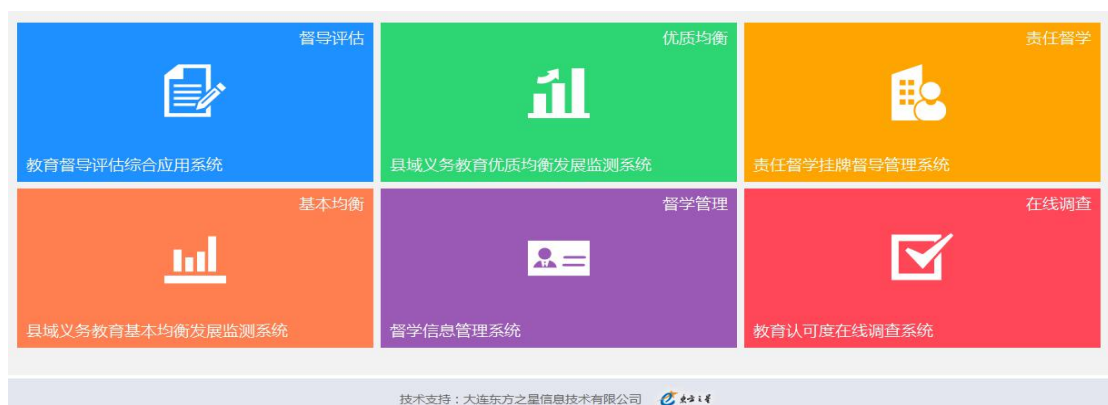 督导评估
教育督导评估综合应用系统
优质均衡
县域义务教育优质均衡发展监测系统
责任督学
责任督学挂牌督导管理系统
基本均衡
县域义务教育基本均衡发展监测系统
督学管理
督学信息管理系统
在线调查
教育认可度在线调查系统
技术支持：大连东方之星信息技术有限公司 东方之星